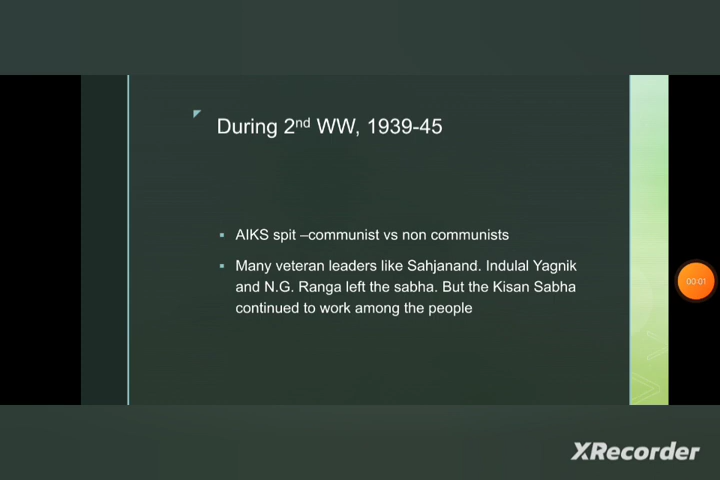 During 2nd WW, 1939-45
AIKS spit –communist vs non communists
Many veteran leaders like Sahjanand. Indulal Yagnik
and N.G. Ranga left the sabha. But the Kisan Sabha
continued to work among the people
00:01
XRecorder